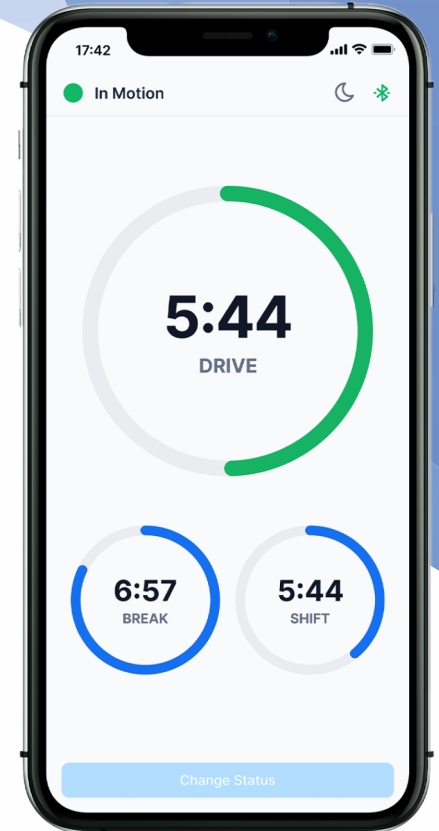 17:42
In Motion
5:44
DRIVE
6:57
BREAK
5:44
SHIFT
Change Status